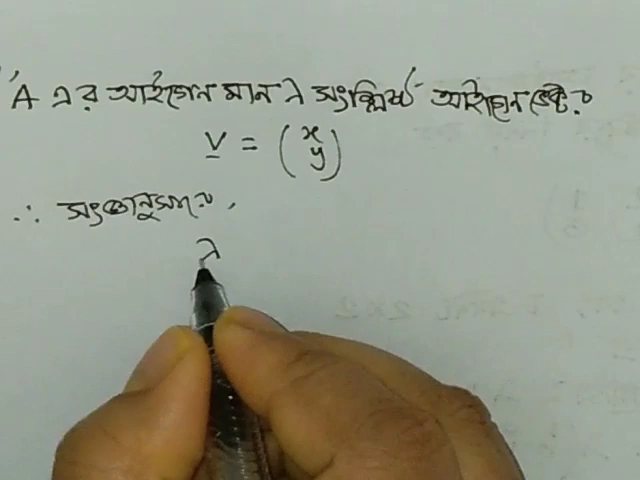 A এর আইগেন মান λ সংশ্লিষ্ট আইগেন ভেক্টর
v = (x y)
∴ সংজ্ঞানুসারে,
λ